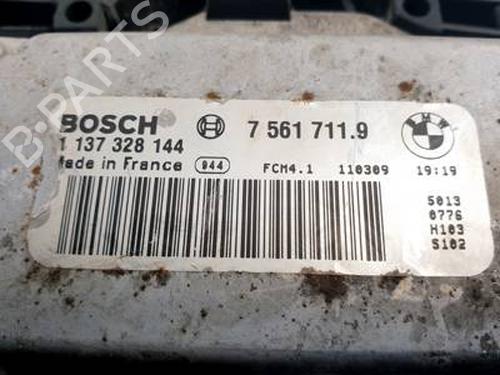 B-PARTS
BOSCH 7 561 711.9
1 137 328 144
Made in France 044 FCM4.1 110309 19:19
5013
0776
H103
S102
BMW